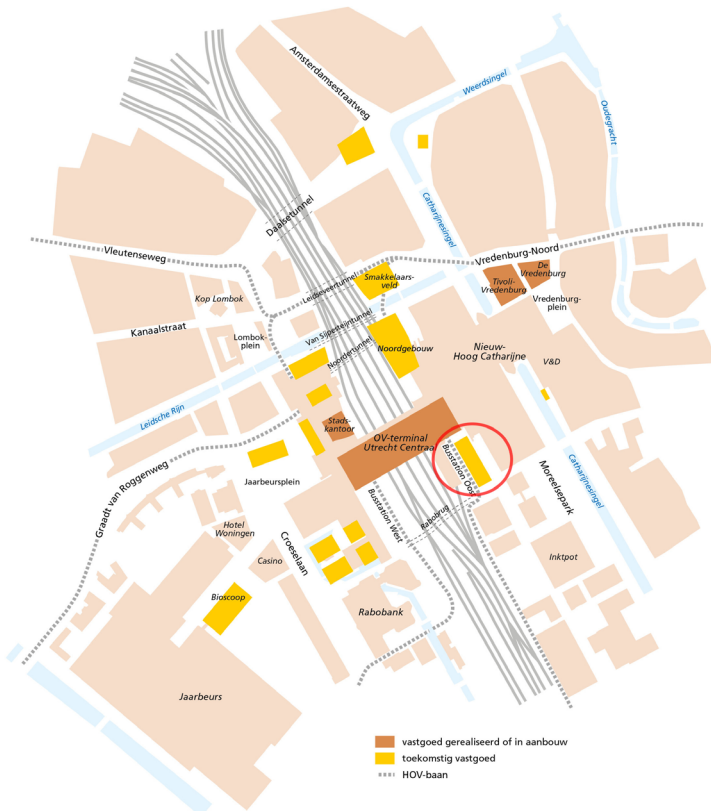 Amsterdamsestraatweg
Weerdsingel
Oudegracht
Daalsetunnel
Catharijnesingel
Vleutenseweg
Vredenburg-Noord
De
Vredenburg
Tivoli-
Vredenburg
Vredenburg-
plein
Leidseveertunnel
Smakkelaars-
veld
Kop Lombok
Kanaalstraat
Lombok-
plein
Van Sijpesteijntunnel
Noordertunnel
Noordgebouw
Nieuw-
Hoog Catharijne
V&D
Leidsche Rijn
Stads-
kantoor
OV-terminal
Utrecht Centraal
Busstation Oost
Moreelsepark
Catharijnesingel
Graadt van Roggenweg
Jaarbeursplein
Busstation West
Rabobrug
Hotel
Woningen
Croeselaan
Casino
Inktpot
Bioscoop
Rabobank
Jaarbeurs
vastgoed gerealiseerd of in aanbouw
toekomstig vastgoed
HOV-baan